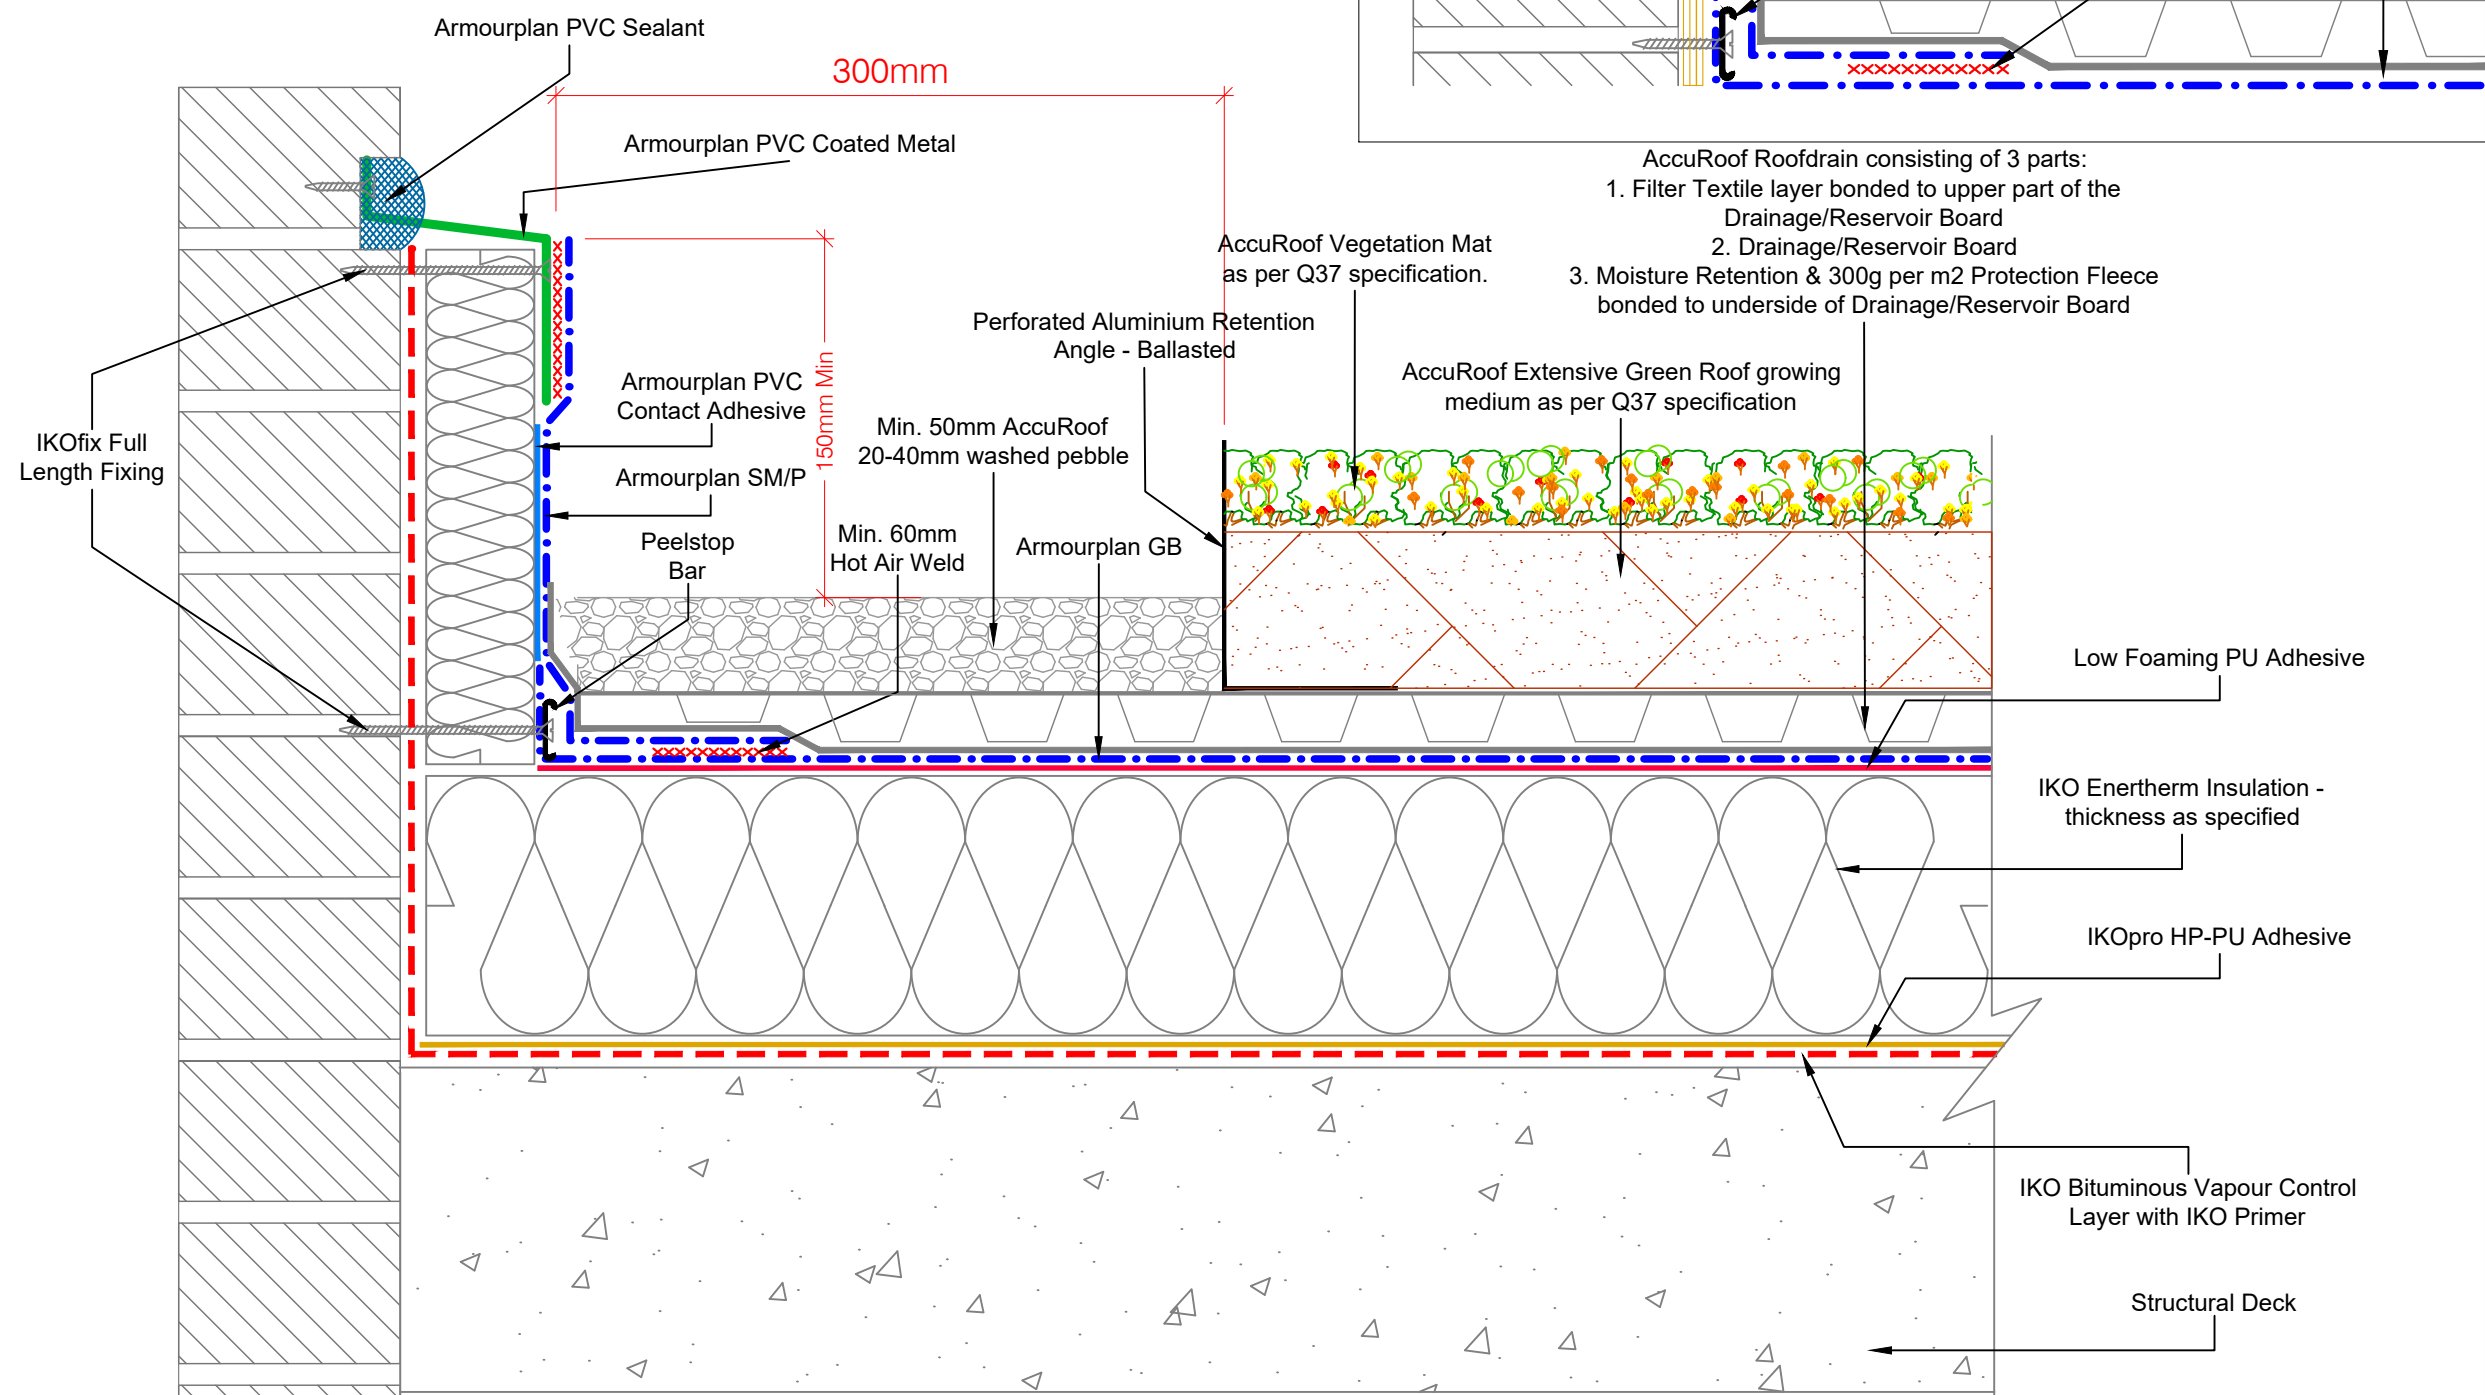 Armourplan PVC Sealant
300mm
Armourplan PVC Coated Metal
AccuRoof Roofdrain consisting of 3 parts:
1. Filter Textile layer bonded to upper part of the
Drainage/Reservoir Board
2. Drainage/Reservoir Board
3. Moisture Retention & 300g per m2 Protection Fleece
bonded to underside of Drainage/Reservoir Board
AccuRoof Vegetation Mat
as per Q37 specification.
Perforated Aluminium Retention
Angle - Ballasted
AccuRoof Extensive Green Roof growing
medium as per Q37 specification
150mm Min
Armourplan PVC
Contact Adhesive
Min. 50mm AccuRoof
20-40mm washed pebble
IKOfix Full
Length Fixing
Armourplan SM/P
Peelstop
Bar
Min. 60mm
Hot Air Weld
Armourplan GB
Low Foaming PU Adhesive
IKO Enertherm Insulation -
thickness as specified
IKOpro HP-PU Adhesive
IKO Bituminous Vapour Control
Layer with IKO Primer
Structural Deck